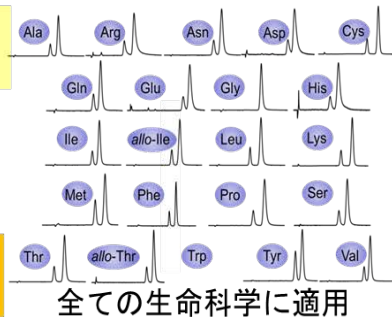 Ala Arg Asn Asp Cys
Gln Glu Gly His
Ile allo-Ile Leu Lys
Met Phe Pro Ser
Thr allo-Thr Trp Tyr Val
全ての生命科学に適用